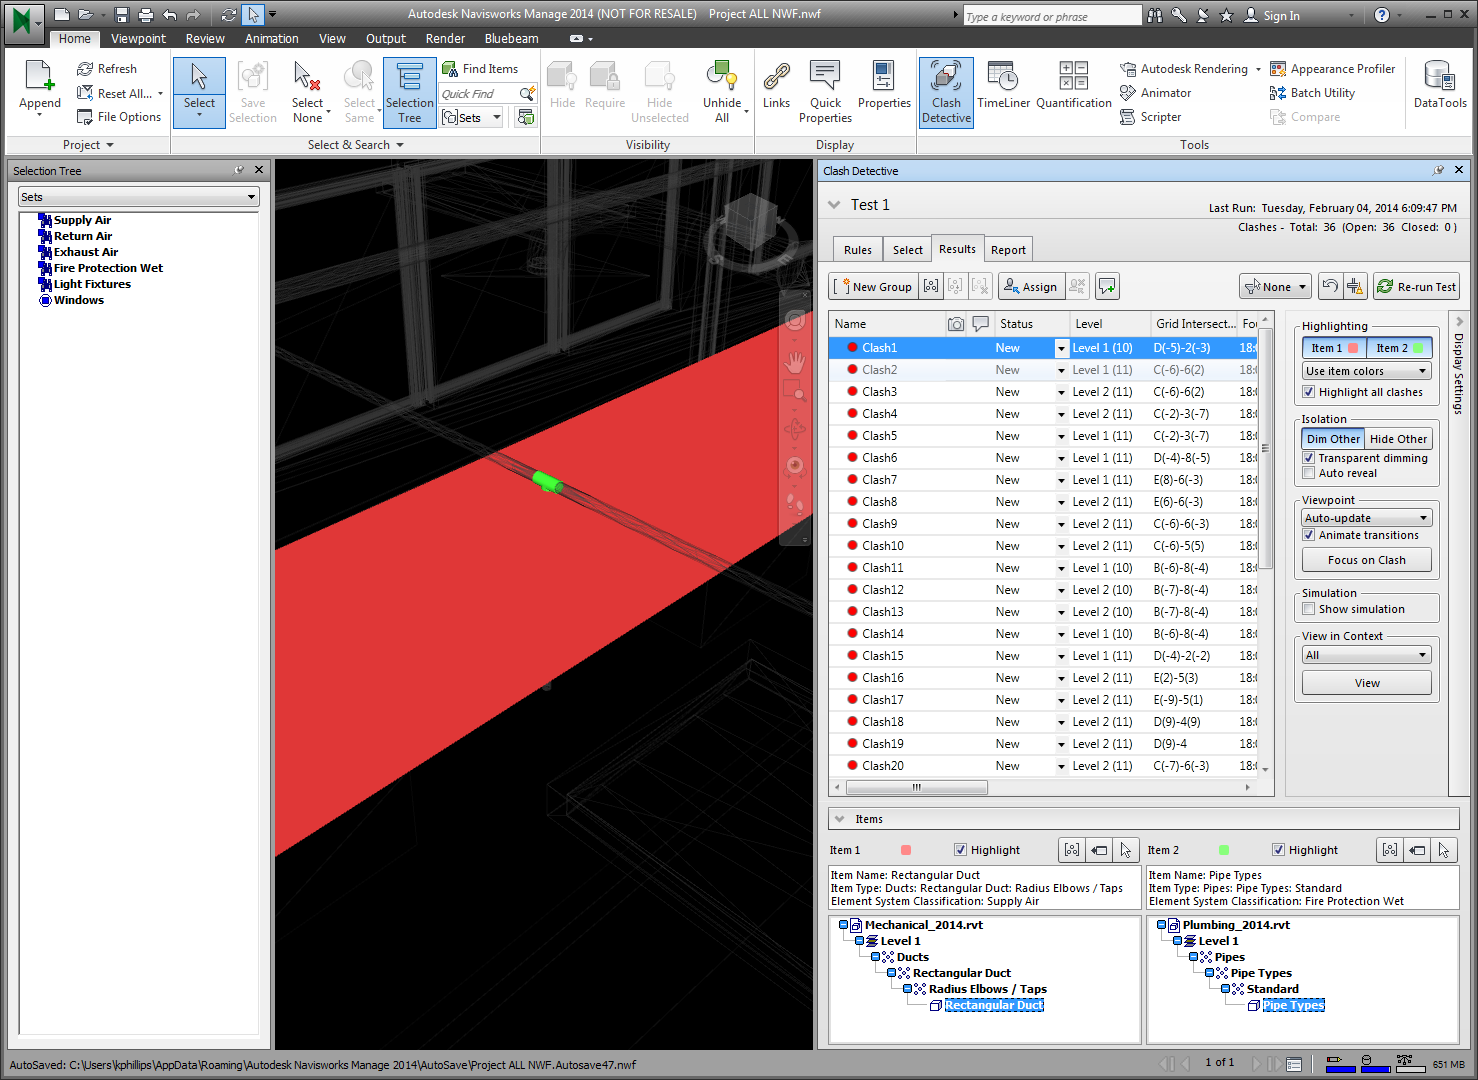 Autodesk Navisworks Manage 2014 (NOT FOR RESALE) Project ALL NWF.nwf
Type a keyword or phrase
Sign In
Home Viewpoint Review Animation View Output Render Bluebeam
Append
Refresh
Reset All...
File Options
Project
Select
Save Selection
Select None
Select Same
Selection Tree
Find Items
Quick Find
Sets
Select & Search
Hide
Require
Hide Unselected
Unhide All
Visibility
Links
Quick Properties
Properties
Display
Clash Detective
TimeLiner
Quantification
Autodesk Rendering
Animator
Scripter
Appearance Profiler
Batch Utility
Compare
DataTools
Tools
Selection Tree
Sets
Supply Air
Return Air
Exhaust Air
Fire Protection Wet
Light Fixtures
Windows
Clash Detective
Test 1
Last Run: Tuesday, February 04, 2014 6:09:47 PM
Clashes - Total: 36 (Open: 36 Closed: 0 )
Rules Select Results Report
New Group Assign None Re-run Test
Name Status Level Grid Intersect... Fou
Clash1 New Level 1 (10) D(-5)-2(-3) 18:
Clash2 New Level 1 (11) C(-6)-6(2) 18:
Clash3 New Level 2 (11) C(-6)-6(2) 18:
Clash4 New Level 2 (11) C(-2)-3(-7) 18:
Clash5 New Level 1 (11) C(-2)-3(-7) 18:
Clash6 New Level 1 (11) D(-4)-8(-5) 18:
Clash7 New Level 1 (11) E(8)-6(-3) 18:
Clash8 New Level 2 (11) E(6)-6(-3) 18:
Clash9 New Level 2 (11) C(-6)-6(-3) 18:
Clash10 New Level 2 (11) C(-6)-5(5) 18:
Clash11 New Level 1 (10) B(-6)-8(-4) 18:
Clash12 New Level 2 (10) B(-7)-8(-4) 18:
Clash13 New Level 2 (10) B(-7)-8(-4) 18:
Clash14 New Level 1 (10) B(-6)-8(-4) 18:
Clash15 New Level 1 (11) D(-4)-2(-2) 18:
Clash16 New Level 2 (11) E(2)-5(3) 18:
Clash17 New Level 2 (11) E(-9)-5(1) 18:
Clash18 New Level 2 (11) D(9)-4(9) 18:
Clash19 New Level 2 (11) D(9)-4 18:
Clash20 New Level 2 (11) C(-7)-6(-3) 18:
Highlighting
Item 1 Item 2
Use item colors
Highlight all clashes
Isolation
Dim Other Hide Other
Transparent dimming
Auto reveal
Viewpoint
Auto-update
Animate transitions
Focus on Clash
Simulation
Show simulation
View in Context
All
View
Display Settings
Items
Item 1 Highlight
Item 2 Highlight
Item Name: Rectangular Duct
Item Type: Ducts: Rectangular Duct: Radius Elbows / Taps
Element System Classification: Supply Air
Item Name: Pipe Types
Item Type: Pipes: Pipe Types: Standard
Element System Classification: Fire Protection Wet
Mechanical_2014.rvt
Level 1
Ducts
Rectangular Duct
Radius Elbows / Taps
Rectangular Duct
Plumbing_2014.rvt
Level 1
Pipes
Pipe Types
Standard
Pipe Types
AutoSaved: C:\Users\kphillips\AppData\Roaming\Autodesk Navisworks Manage 2014\AutoSave\Project ALL NWF.Autosave47.nwf
1 of 1
651 MB